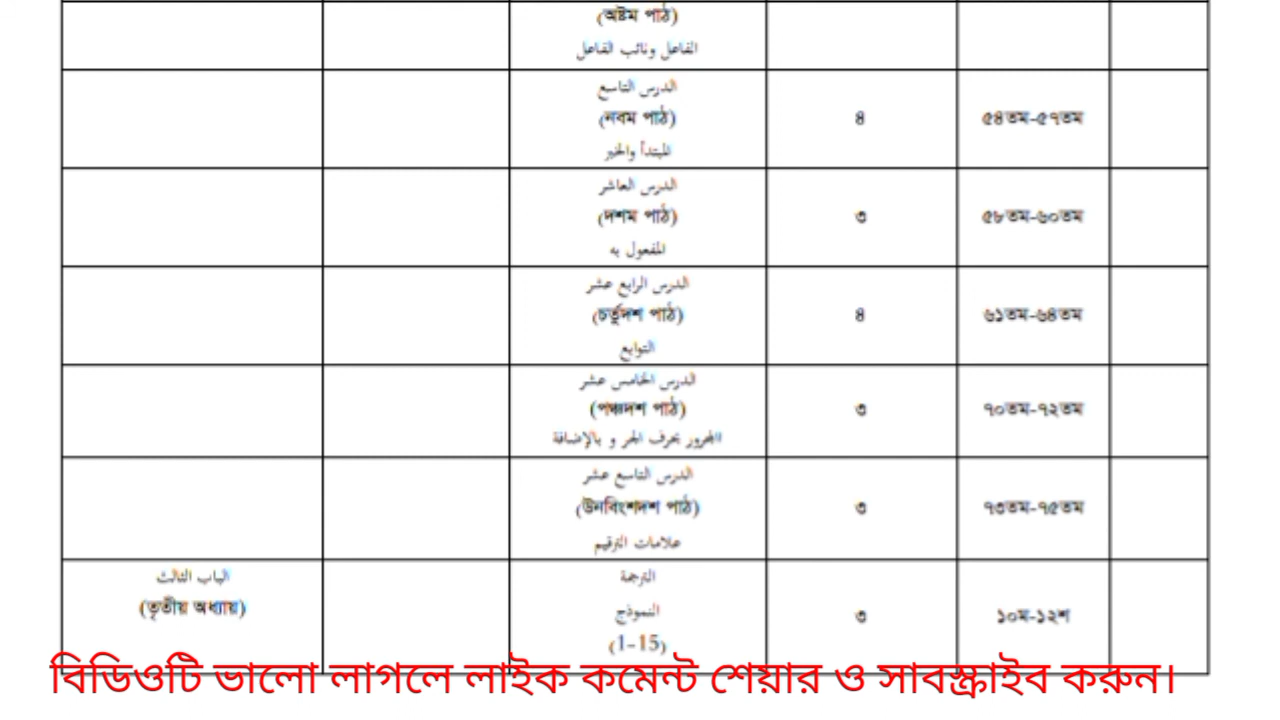 (অষ্টম পাঠ)
الفاعل ونائب الفاعل
الدرس التاسع
(নবম পাঠ)
المبتدأ والخبر
৪
৫৪তম-৫৭তম
الدرس العاشر
(দশম পাঠ)
المفعول به
৩
৫৮তম-৬০তম
الدرس الرابع عشر
(চর্তুদশ পাঠ)
التوابع
৪
৬১তম-৬৪তম
الدرس الخامس عشر
(পঞ্চদশ পাঠ)
المجرور بحرف الجر و بالإضافة
৩
৭০তম-৭২তম
الدرس التاسع عشر
(উনবিংশদশ পাঠ)
علامات الترقيم
৩
৭৩তম-৭৫তম
الباب الثالث
(তৃতীয় অধ্যায়)
الترجمة
النموذج
(1-15)
৩
১০ম-১২শ
বিডিওটি ভালো লাগলে লাইক কমেন্ট শেয়ার ও সাবস্ক্রাইব করুন।